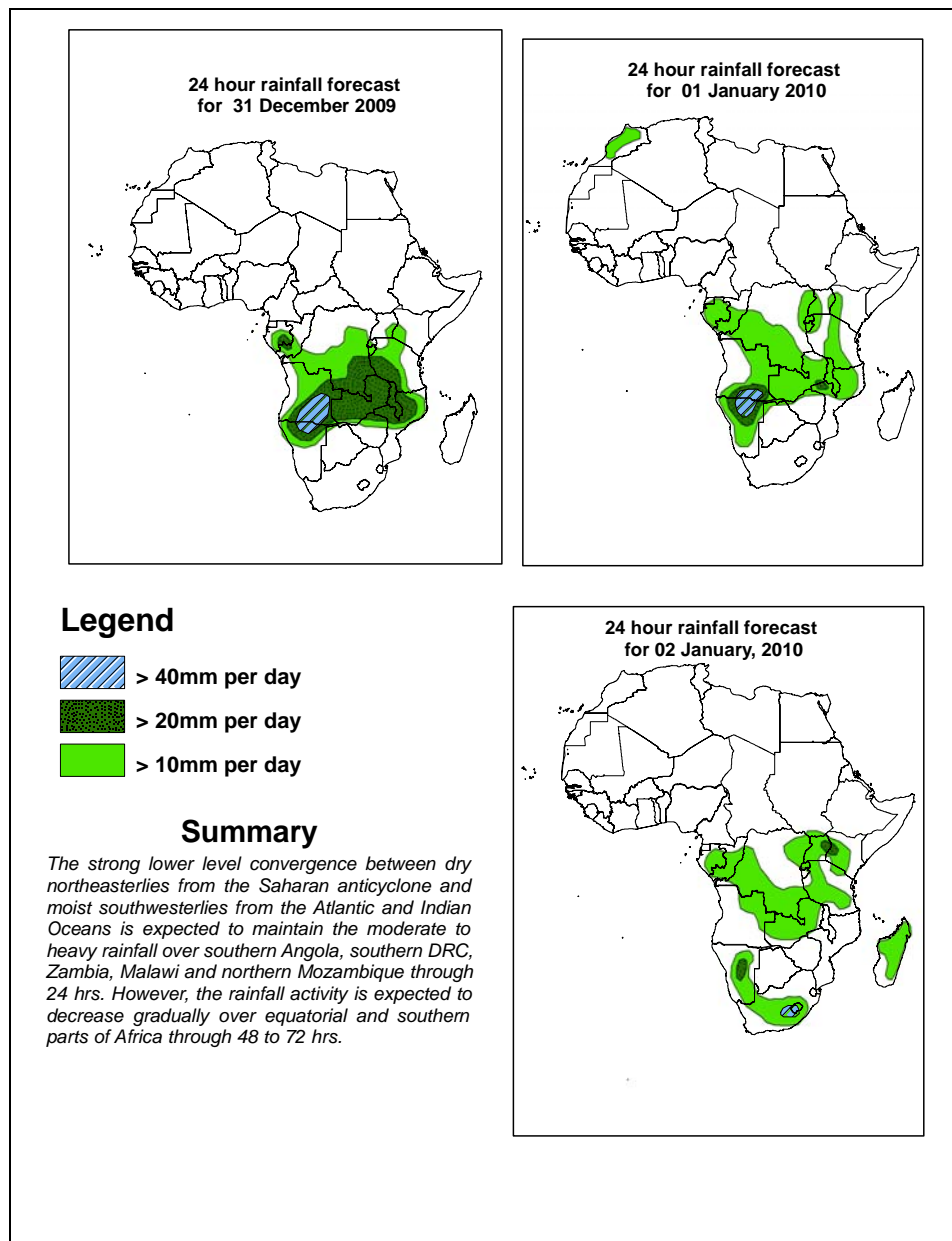 24 hour rainfall forecast
for 31 December 2009
24 hour rainfall forecast
for 01 January 2010
Legend
> 40mm per day
> 20mm per day
> 10mm per day
24 hour rainfall forecast
for 02 January, 2010
Summary
The strong lower level convergence between dry
northeasterlies from the Saharan anticyclone and
moist southwesterlies from the Atlantic and Indian
Oceans is expected to maintain the moderate to
heavy rainfall over southern Angola, southern DRC,
Zambia, Malawi and northern Mozambique through
24 hrs. However, the rainfall activity is expected to
decrease gradually over equatorial and southern
parts of Africa through 48 to 72 hrs.